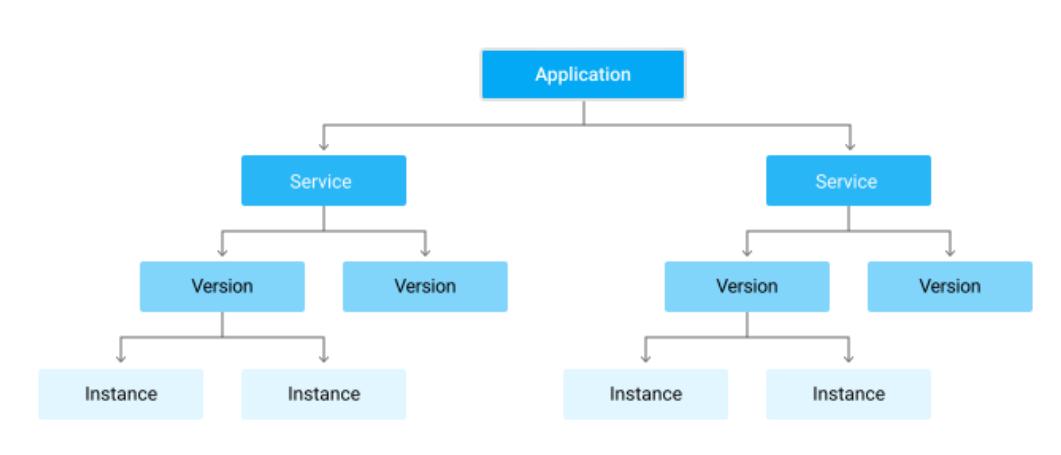 Application
Service
Service
Version
Version
Version
Version
Instance
Instance
Instance
Instance